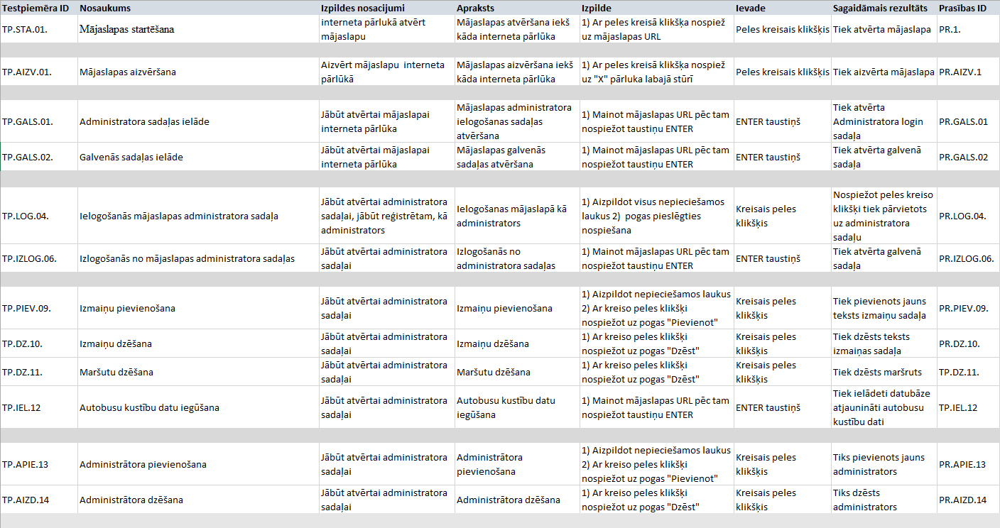 Testpiemēra ID Nosaukums Izpildes nosacījumi Apraksts Izpilde Ievade Sagaidāmais rezultāts Prasības ID
TP.STA.01. Mājaslapas startēšana interneta pārlukā atvērt mājaslapu Mājaslapas atvēršana iekš kāda interneta pārlūka 1) Ar peles kreisā klikšķa nospiež uz mājaslapas URL Peles kreisais klikšķis Tiek atvērta mājaslapa PR.1.
TP.AIZV.01. Mājaslapas aizvēršana Aizvērt mājaslapu interneta pārlūkā Mājaslapas aizvēršana iekš kāda interneta pārlūka 1) Ar peles kreisā klikšķa nospiež uz "X" pārluka labajā stūrī Peles kreisais klikšķis Tiek aizvērta mājaslapa PR.AIZV.1
TP.GALS.01. Administratora sadaļas ielāde Jābūt atvērtai mājaslapai interneta pārlūka Mājaslapas administratora ielogošanas sadaļas atvēršana 1) Mainot mājaslapas URL pēc tam nospiežot taustiņu ENTER ENTER taustiņš Tiek atvērta Administratora login sadaļa PR.GALS.01
TP.GALS.02. Galvenās sadaļas ielāde Jābūt atvērtai mājaslapai interneta pārlūka Mājaslapas galvenās sadaļas atvēršana 1) Mainot mājaslapas URL pēc tam nospiežot taustiņu ENTER ENTER taustiņš Tiek atvērta galvenā sadaļa PR.GALS.02
TP.LOG.04. Ielogošanās mājaslapas administratora sadaļa Jābūt atvērtai administratora sadaļai, jābūt reģistrētam, kā administrators Ielogošanas mājaslapā kā administrators 1) Aizpildot visus nepieciešamos laukus 2) pogas pieslēgties nospiešana Kreisais peles klikšķis Nospiežot peles kreiso klikšķi tiek pārvietots uz administratora sadaļu PR.LOG.04.
TP.IZLOG.06. Izlogošanās no mājaslapas administratora sadaļas Jābūt atvērtai administratora sadaļai Izlogošanās no administratora sadaļas 1) Mainot mājaslapas URL pēc tam nospiežot taustiņu ENTER ENTER taustiņš Tiek atvērta galvenā sadaļa PR.IZLOG.06.
TP.PIEV.09. Izmaiņu pievienošana Jābūt atvērtai administratora sadaļai Izmaiņu pievienošana 1) Aizpildot nepieciešamos laukus 2) Ar kreiso peles klikšķi nospiežot uz pogas "Pievienot" Kreisais peles klikšķis Tiek pievienots jauns teksts izmaiņu sadaļa PR.PIEV.09.
TP.DZ.10. Izmaiņu dzēšana Jābūt atvērtai administratora sadaļai Izmaiņu dzēšana 1) Ar kreiso peles klikšķi nospiežot uz pogas "Dzēst" Kreisais peles klikšķis Tiek dzēsts teksts izmaiņas sadaļa PR.DZ.10.
TP.DZ.11. Maršutu dzēšana Jābūt atvērtai administratora sadaļai Maršutu dzēšana 1) Ar kreiso peles klikšķi nospiežot uz pogas "Dzēst" Kreisais peles klikšķis Tiek dzēsts maršruts TP.DZ.11.
TP.IEL.12 Autobusu kustību datu iegūšana Jābūt atvērtai administratora sadaļai Autobusu kustību datu iegūšana 1) Mainot mājaslapas URL pēc tam nospiežot taustiņu ENTER ENTER taustiņš Tiek ielādeti datubāze atjaunināti autobusu kustību dati TP.IEL.12
TP.APIE.13 Administrātora pievienošana Jābūt atvērtai administratora sadaļai Administrātora pievienošana 1) Aizpildot nepieciešamos laukus 2) Ar kreiso peles klikšķi nospiežot uz pogas "Pievienot" Kreisais peles klikšķis Tiks pievienots jauns administrators PR.APIE.13
TP.AIZD.14 Administrātora dzēšana Jābūt atvērtai administratora sadaļai Administrātora dzēšana 1) Ar kreiso peles klikšķi nospiežot uz pogas "Dzēst" Kreisais peles klikšķis Tiks dzēsts administrators PR.AIZD.14